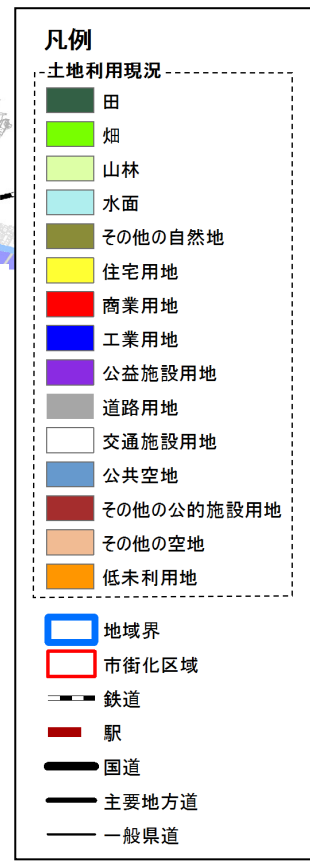 凡例
土地利用現況
田
畑
山林
水面
その他の自然地
住宅用地
商業用地
工業用地
公益施設用地
道路用地
交通施設用地
公共空地
その他の公的施設用地
その他の空地
低未利用地
地域界
市街化区域
鉄道
駅
国道
主要地方道
一般県道